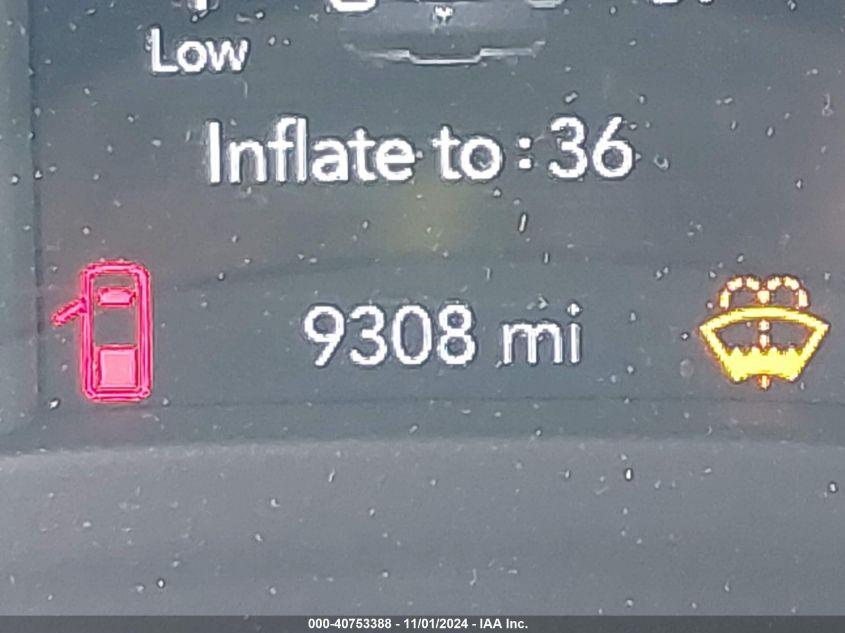 Low
Inflate to: 36
9308 mi
000-40753388 - 11/01/2024 - IAA Inc.